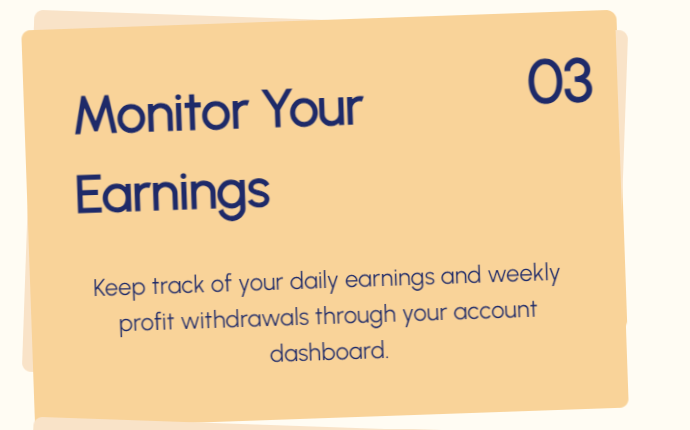 03
Monitor Your
Earnings
Keep track of your daily earnings and weekly
profit withdrawals through your account
dashboard.